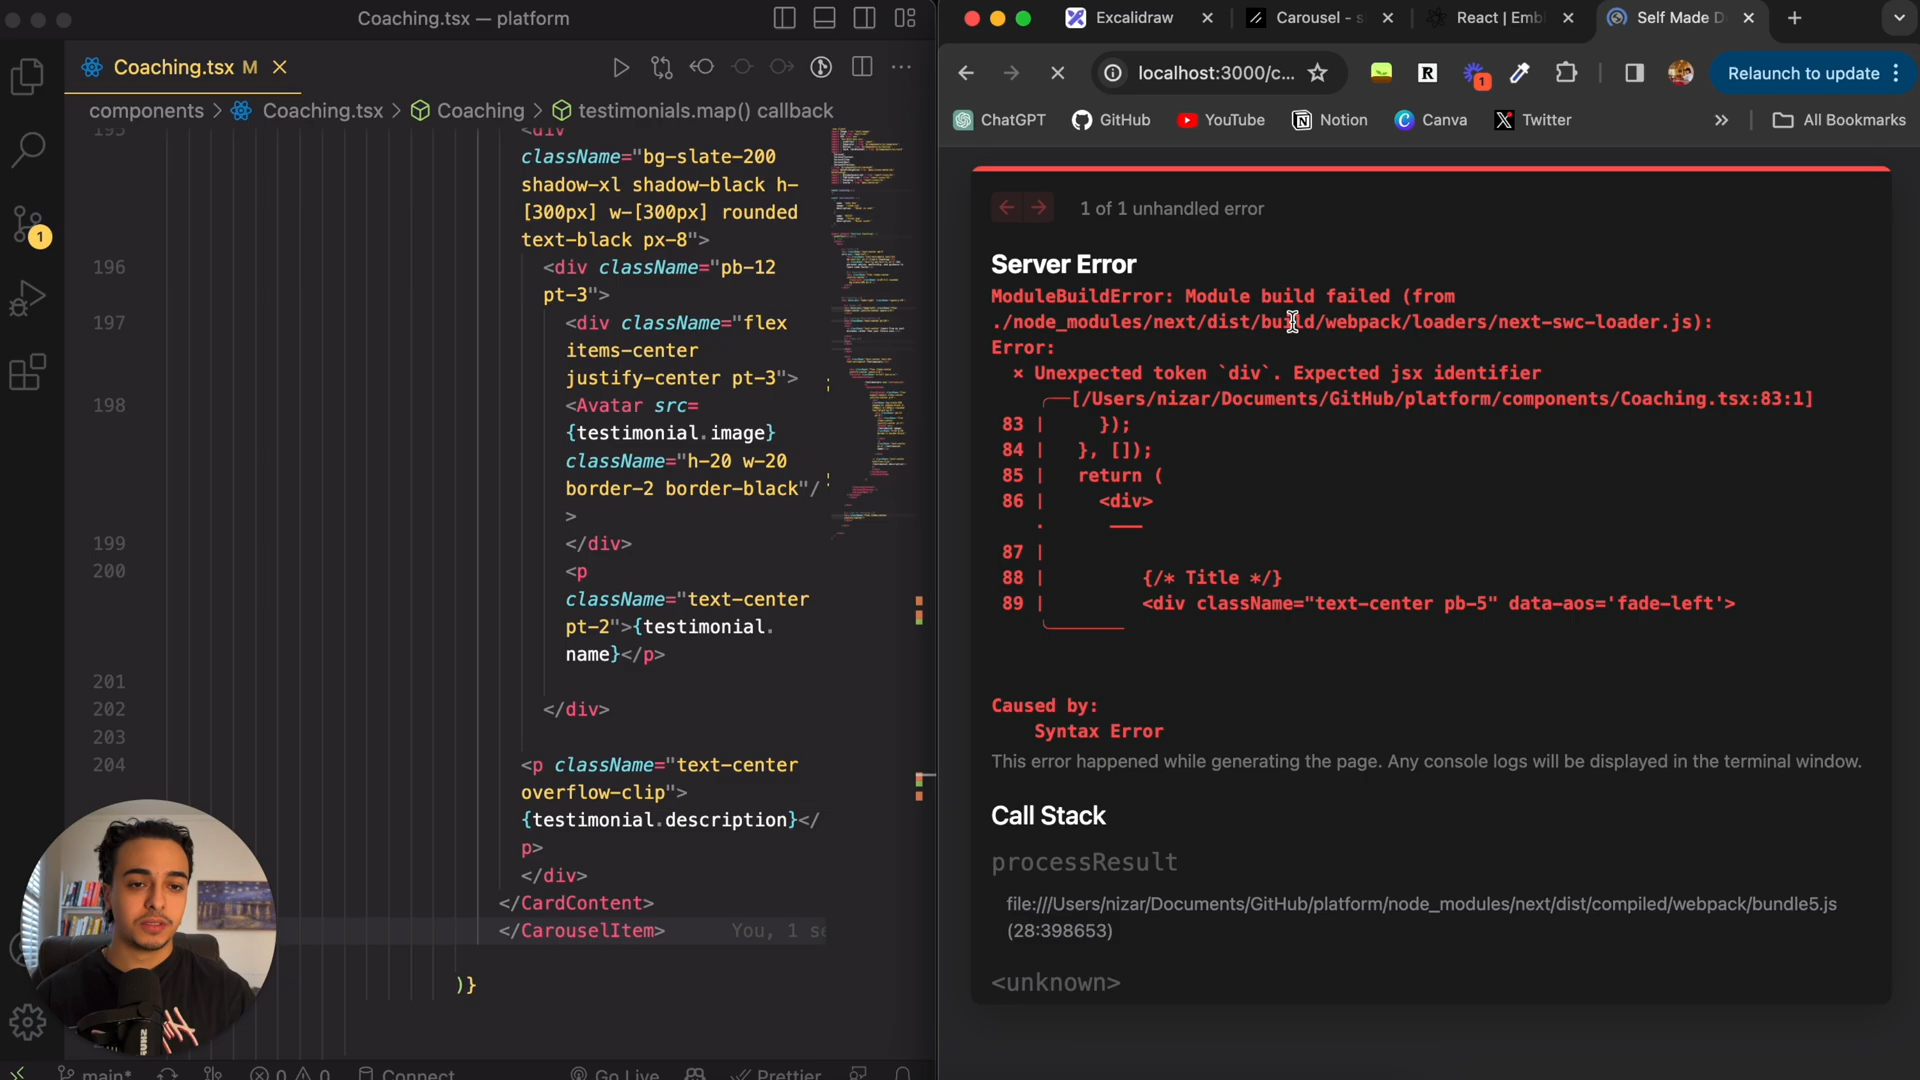 Coaching.tsx — platform
Coaching.tsx M
components > Coaching.tsx > Coaching > testimonials.map() callback
195 <div
className="bg-slate-200
shadow-xl shadow-black h-
[300px] w-[300px] rounded
text-black px-8">
196 <div className="pb-12
pt-3">
197 <div className="flex
items-center
justify-center pt-3">
198 <Avatar src=
{testimonial.image}
className="h-20 w-20
border-2 border-black"/
>
199 </div>
200 <p
className="text-center
pt-2">{testimonial.
name}</p>
201
202 </div>
203
204 <p className="text-center
overflow-clip">
{testimonial.description}</
p>
</div>
</CardContent>
</CarouselItem> You, 1 se
)}
1
main* 0 0 Connect Go Live Prettier
Excalidraw
Carousel - s
React | Embl
Self Made D
localhost:3000/c...
1
Relaunch to update
ChatGPT GitHub YouTube Notion Canva Twitter » All Bookmarks
1 of 1 unhandled error
Server Error
ModuleBuildError: Module build failed (from
./node_modules/next/dist/build/webpack/loaders/next-swc-loader.js):
Error:
× Unexpected token `div`. Expected jsx identifier
╭─[/Users/nizar/Documents/GitHub/platform/components/Coaching.tsx:83:1]
83 | });
84 | }, []);
85 | return (
86 | <div>
· ───
87 |
88 | {/* Title */}
89 | <div className="text-center pb-5" data-aos='fade-left'>
╰────
Caused by:
Syntax Error
This error happened while generating the page. Any console logs will be displayed in the terminal window.
Call Stack
processResult
file:///Users/nizar/Documents/GitHub/platform/node_modules/next/dist/compiled/webpack/bundle5.js
(28:398653)
<unknown>